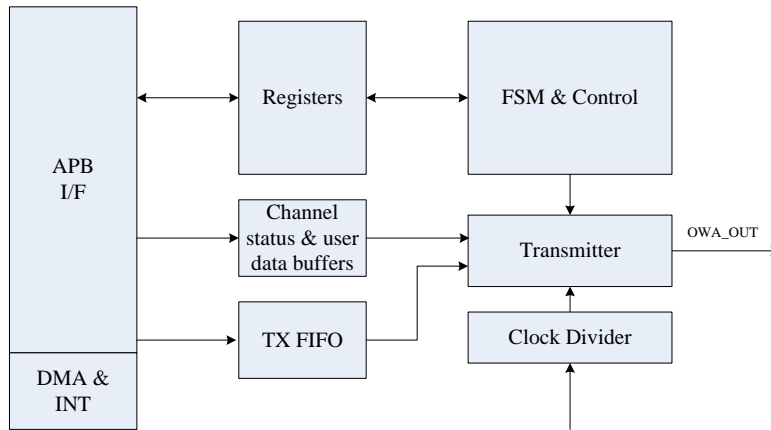 APB
I/F
DMA &
INT
Registers
FSM & Control
Channel
status & user
data buffers
Transmitter
OWA_OUT
TX FIFO
Clock Divider